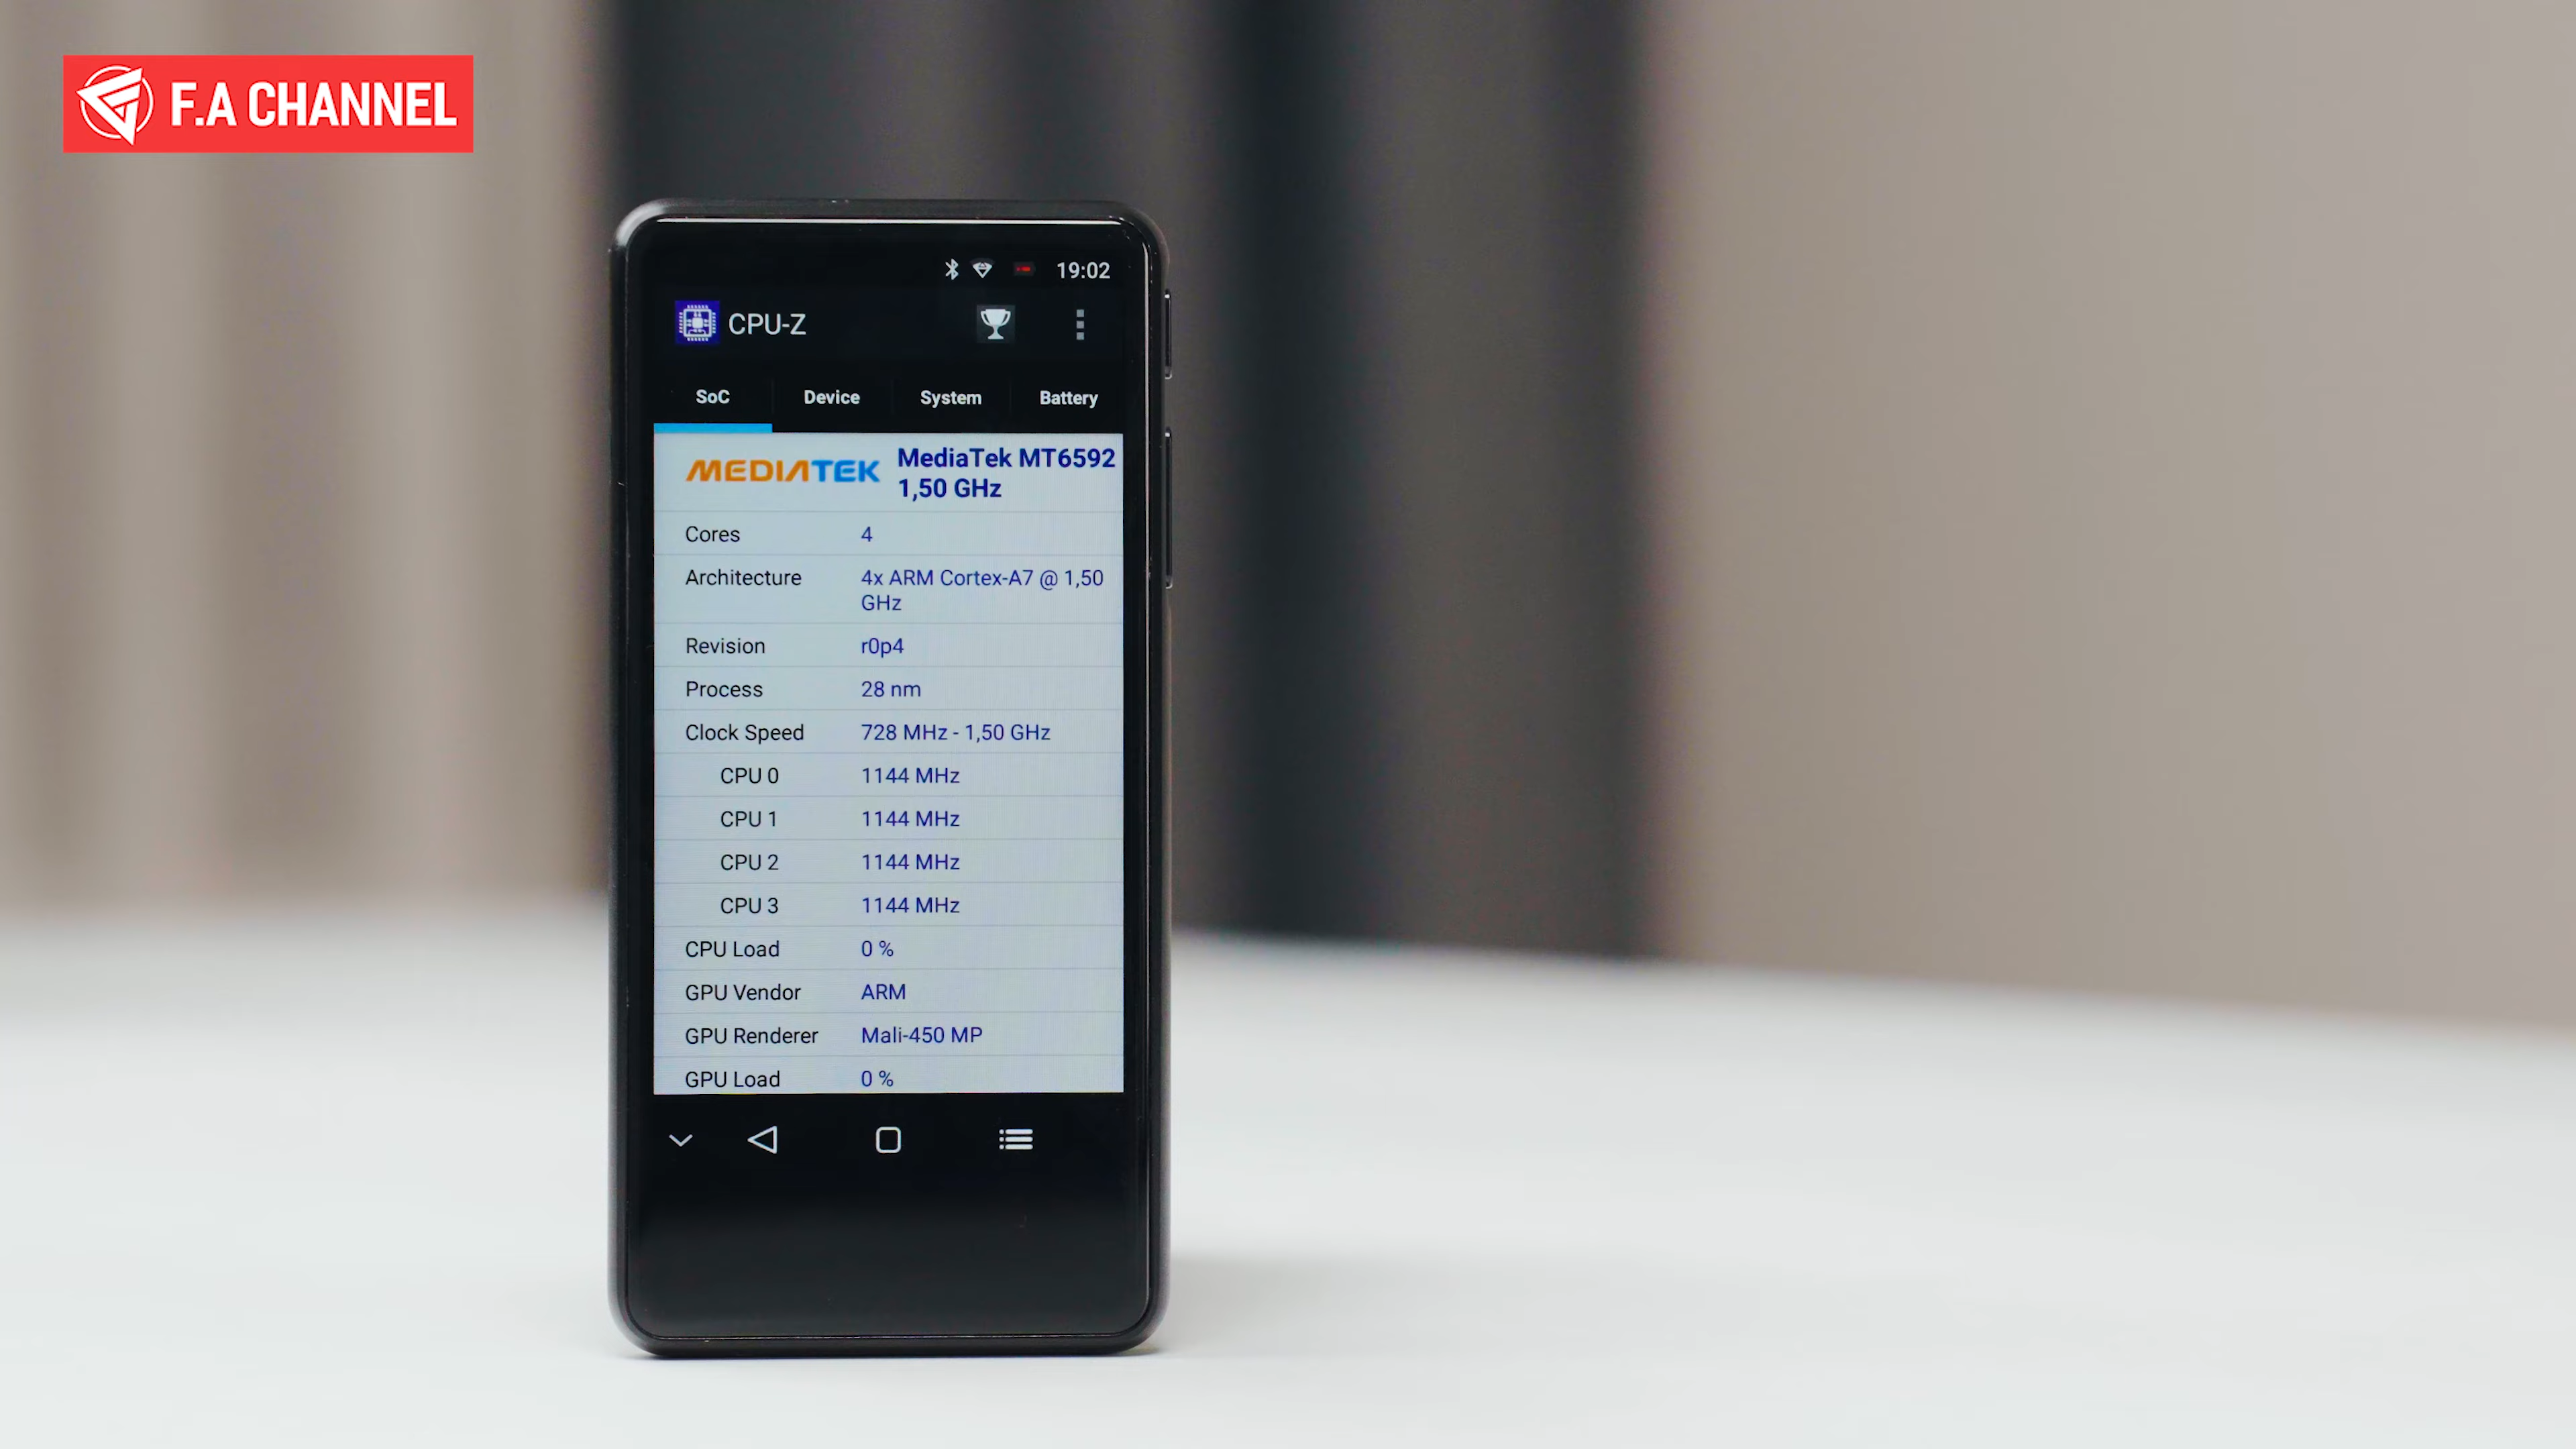 F.A CHANNEL
19:02
CPU-Z
SoC Device System Battery
MEDIATEK
MediaTek MT6592
1,50 GHz
Cores 4
Architecture 4x ARM Cortex-A7 @ 1,50
GHz
Revision r0p4
Process 28 nm
Clock Speed 728 MHz - 1,50 GHz
CPU 0 1144 MHz
CPU 1 1144 MHz
CPU 2 1144 MHz
CPU 3 1144 MHz
CPU Load 0 %
GPU Vendor ARM
GPU Renderer Mali-450 MP
GPU Load 0 %